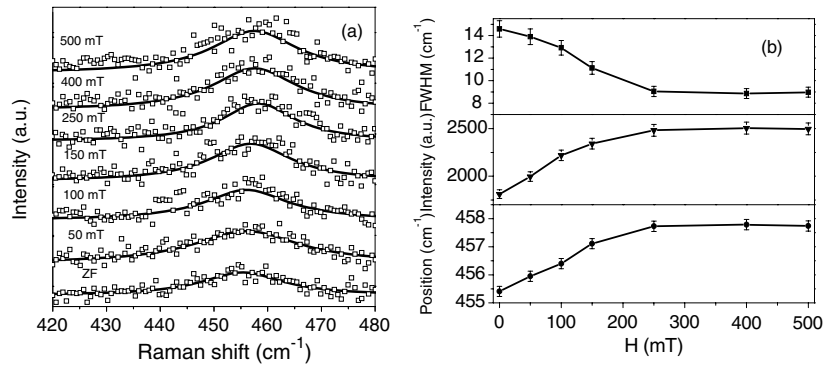 (a)
500 mT
400 mT
250 mT
150 mT
100 mT
50 mT
ZF
Intensity (a.u.)
420 430 440 450 460 470 480
Raman shift (cm-1)
(b)
14
12
10
8
FWHM (cm-1)
2500
2000
Intensity (a.u.)
458
457
456
455
Position (cm-1)
0 100 200 300 400 500
H (mT)